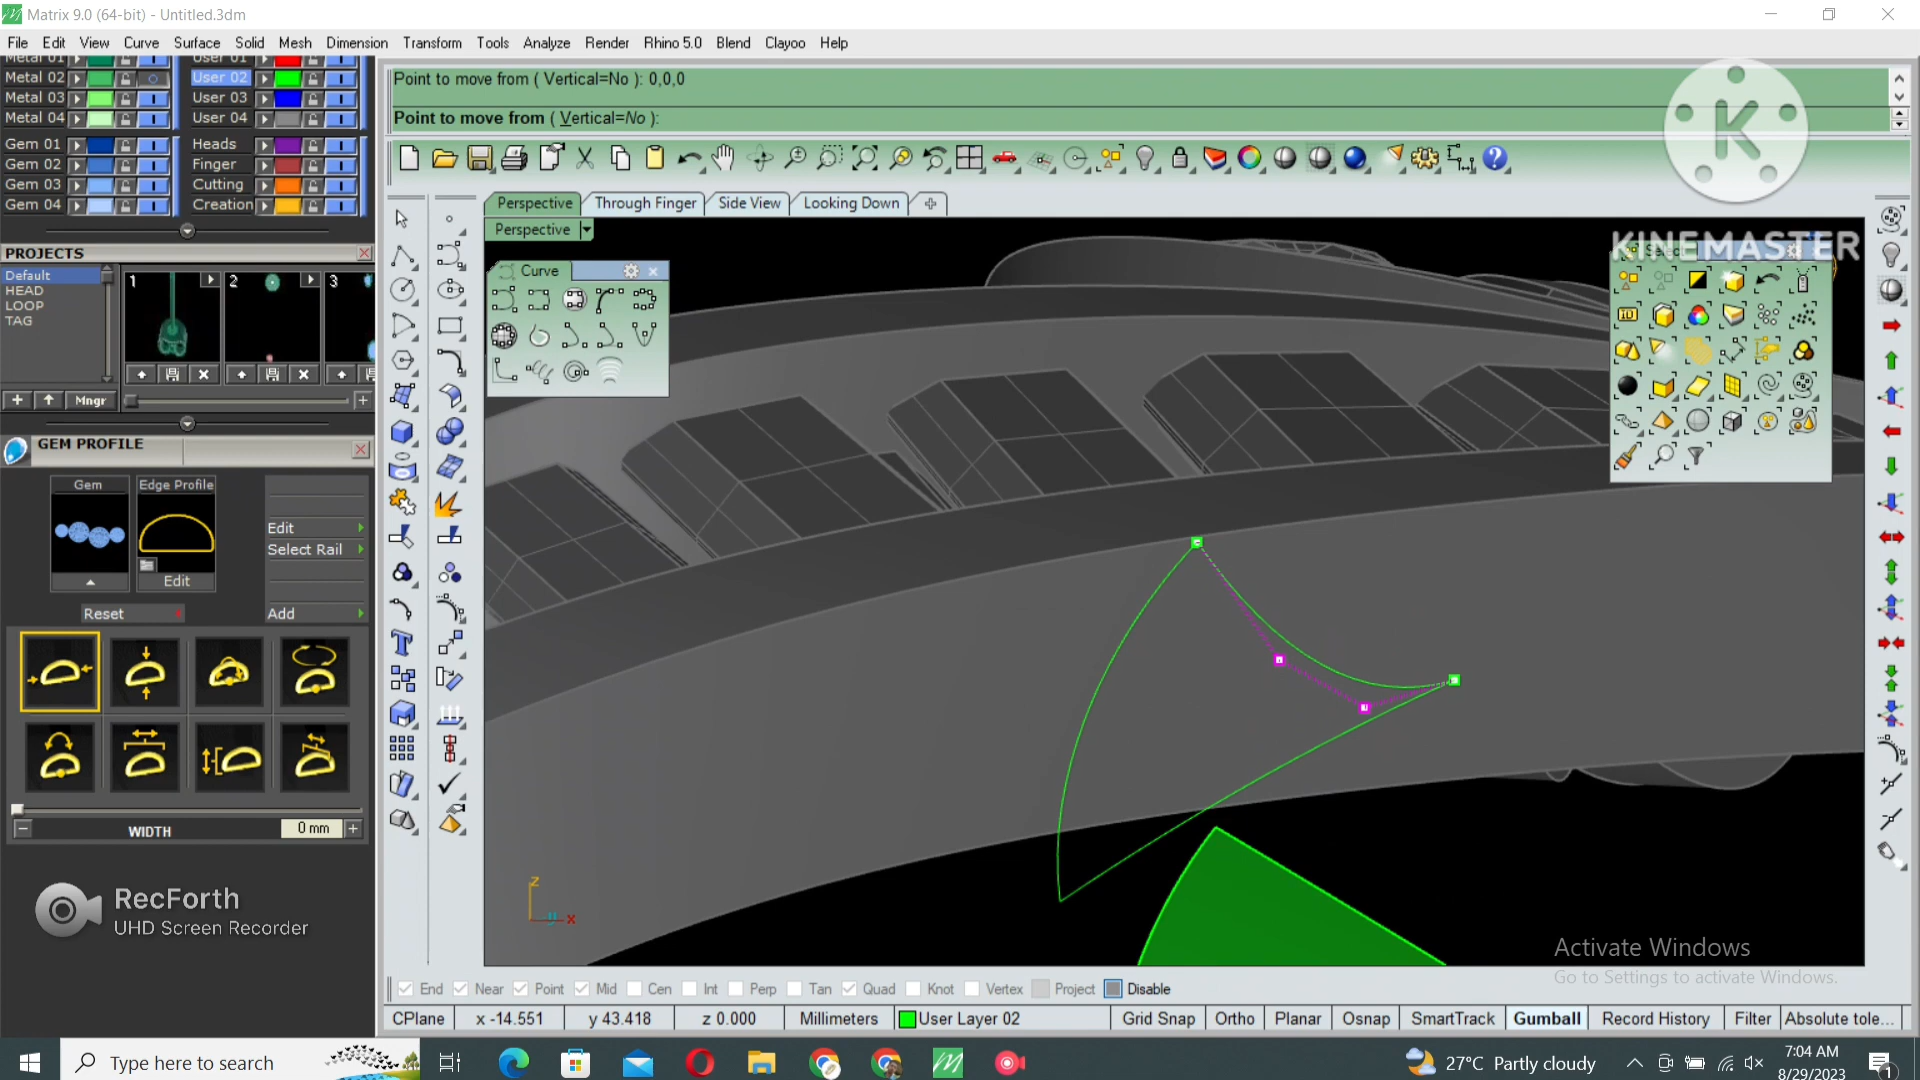 Matrix 9.0 (64-bit) - Untitled.3dm
File Edit View Curve Surface Solid Mesh Dimension Transform Tools Analyze Render Rhino 5.0 Blend Clayoo Help
Metal 01 User 01
Metal 02 User 02
Metal 03 User 03
Metal 04 User 04
Gem 01 Heads
Gem 02 Finger
Gem 03 Cutting
Gem 04 Creation
Point to move from ( Vertical=No ): 0,0,0
Point to move from ( Vertical=No ):
K
KINEMASTER
Perspective Through Finger Side View Looking Down
Perspective
Curve
PROJECTS
Default
HEAD
LOOP
TAG
1 2 3
Mngr
GEM PROFILE
Gem Edge Profile
Edit
Select Rail
Edit
Reset Add
WIDTH 0 mm
RecForth
UHD Screen Recorder
z
y x
Activate Windows
Go to Settings to activate Windows.
End Near Point Mid Cen Int Perp Tan Quad Knot Vertex Project Disable
CPlane x -14.551 y 43.418 z 0.000 Millimeters User Layer 02 Grid Snap Ortho Planar Osnap SmartTrack Gumball Record History Filter Absolute tole...
Type here to search
27°C Partly cloudy
7:04 AM
8/29/2023
1